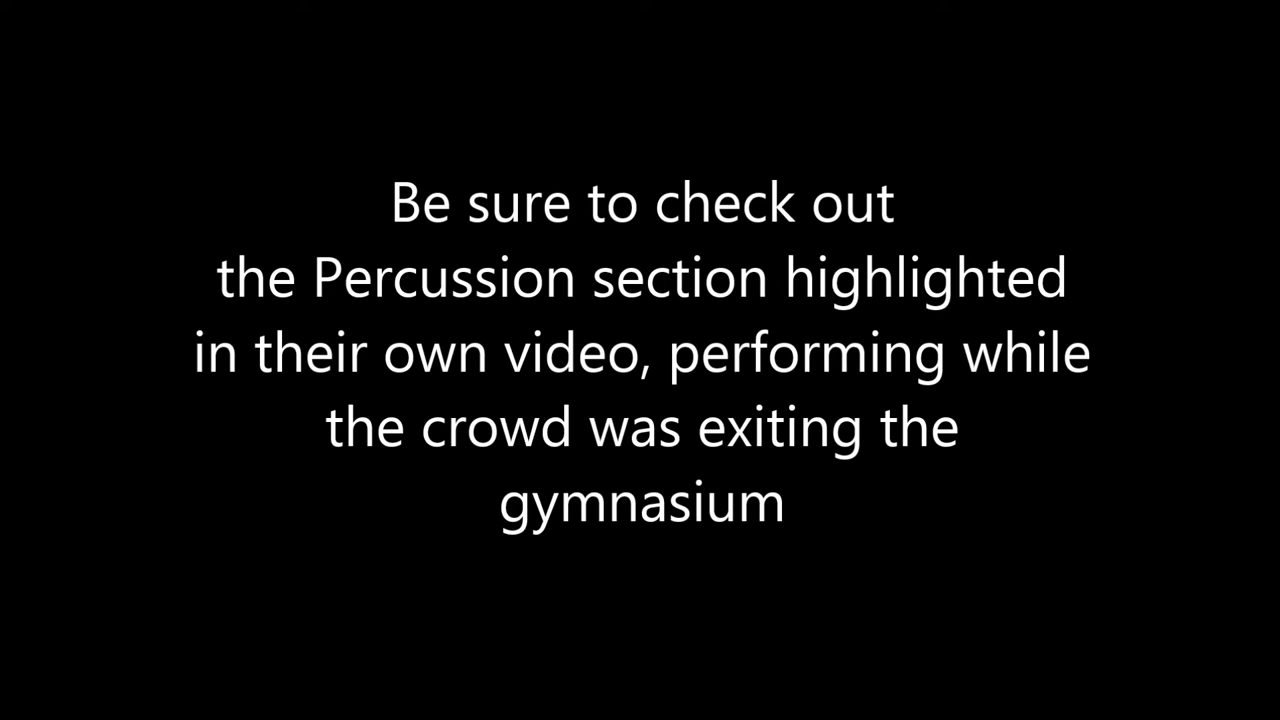 Be sure to check out
the Percussion section highlighted
in their own video, performing while
the crowd was exiting the
gymnasium